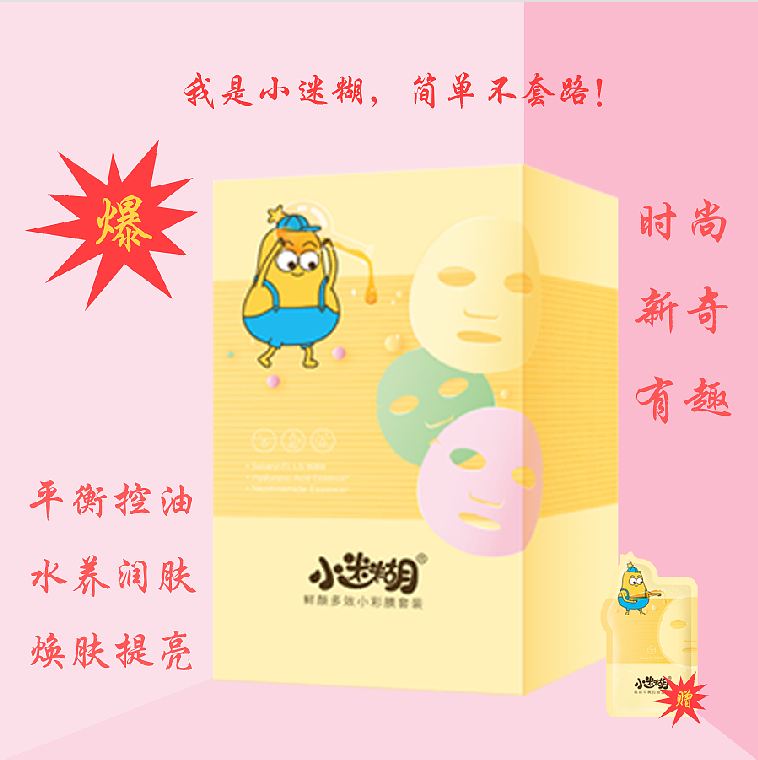 我是小迷糊，简单不套路！
爆
时尚
新奇
有趣
平衡控油
水养润肤
焕肤提亮
小迷糊®
鲜颜多效小彩膜套装
小迷糊
赠